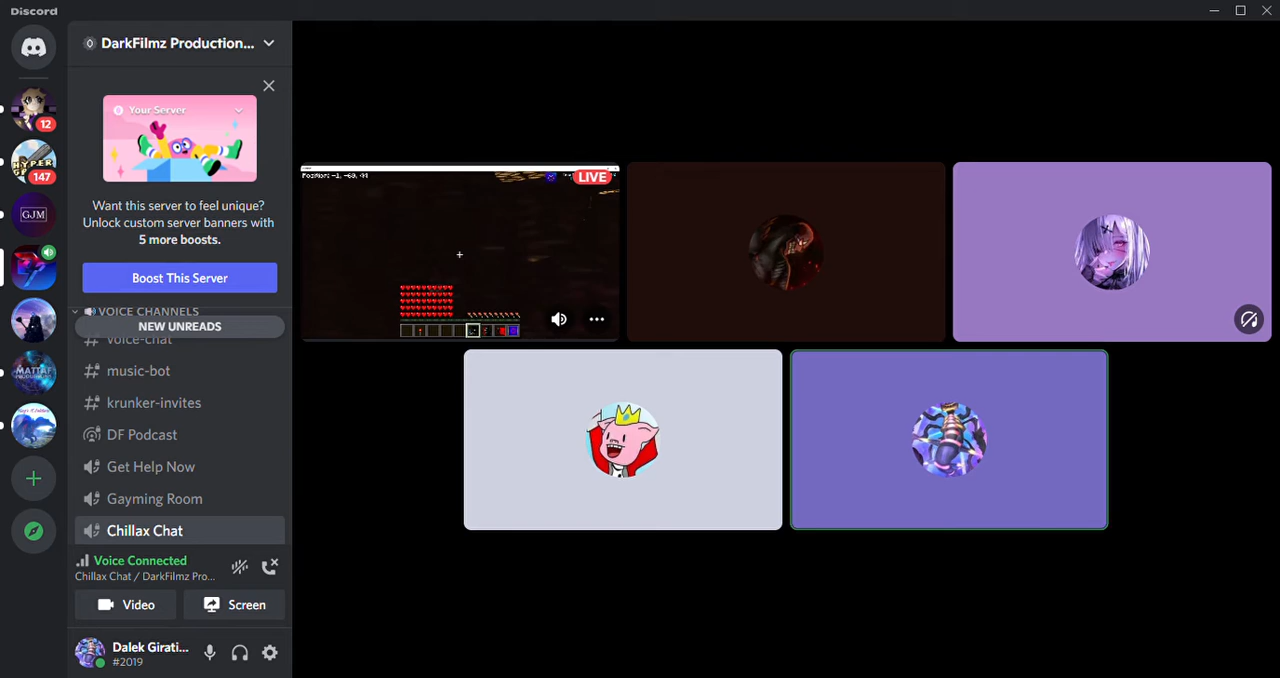 Discord
DarkFilmz Production...
12
Your Server
HYPER
147
Want this server to feel unique?
Unlock custom server banners with
5 more boosts.
GJM
Boost This Server
VOICE CHANNELS
NEW UNREADS
voice-chat
music-bot
MATTAF
krunker-invites
DF Podcast
Get Help Now
Gayming Room
Chillax Chat
Voice Connected
Chillax Chat / DarkFilmz Pro...
Video
Screen
Dalek Girati...
#2019
LIVE